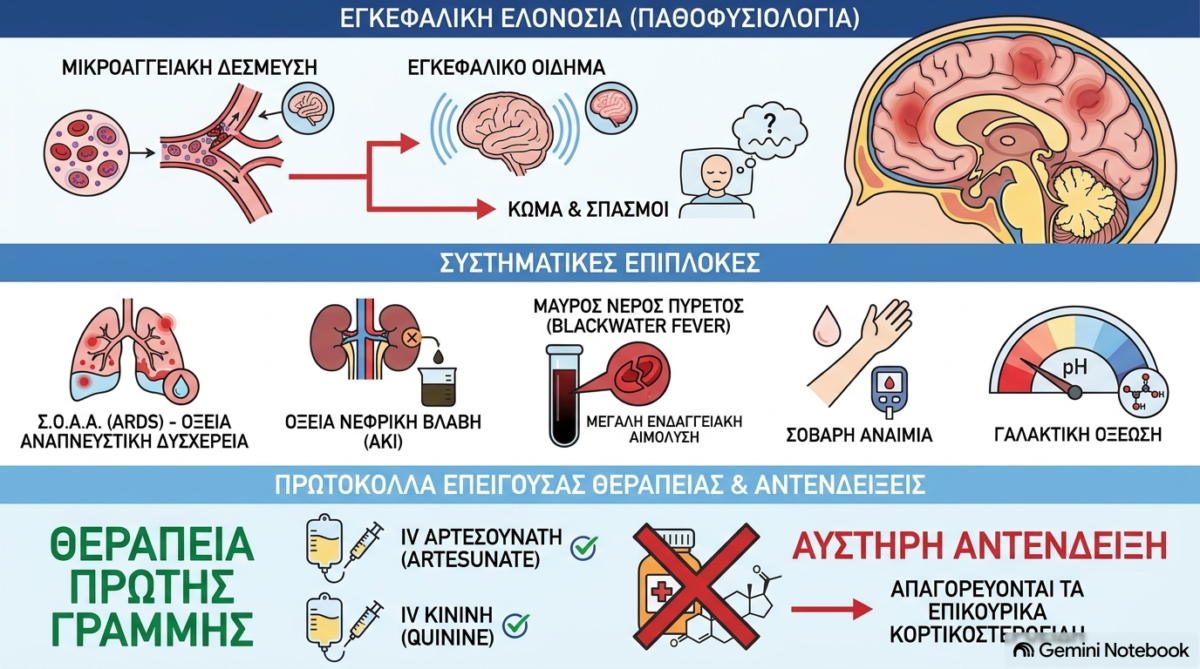 ΕΓΚΕΦΑΛΙΚΗ ΕΛΟΝΟΣΙΑ (ΠΑΘΟΦΥΣΙΟΛΟΓΙΑ)
ΜΙΚΡΟΑΓΓΕΙΑΚΗ ΔΕΣΜΕΥΣΗ
ΕΓΚΕΦΑΛΙΚΟ ΟΙΔΗΜΑ
?
ΚΩΜΑ & ΣΠΑΣΜΟΙ
ΣΥΣΤΗΜΑΤΙΚΕΣ ΕΠΙΠΛΟΚΕΣ
Σ.Ο.Α.Α. (ARDS) - ΟΞΕΙΑ
ΑΝΑΠΝΕΥΣΤΙΚΗ ΔΥΣΧΕΡΕΙΑ
ΟΞΕΙΑ ΝΕΦΡΙΚΗ ΒΛΑΒΗ
(AKI)
ΜΑΥΡΟΣ ΝΕΡΟΣ ΠΥΡΕΤΟΣ
(BLACKWATER FEVER)
ΜΕΓΑΛΗ ΕΝΔΑΓΓΕΙΑΚΗ
ΑΙΜΟΛΥΣΗ
ΣΟΒΑΡΗ ΑΝΑΙΜΙΑ
pH
ΓΑΛΑΚΤΙΚΗ ΟΞΕΩΣΗ
ΠΡΩΤΟΚΟΛΛΑ ΕΠΕΙΓΟΥΣΑΣ ΘΕΡΑΠΕΙΑΣ & ΑΝΤΕΝΔΕΙΞΕΙΣ
ΘΕΡΑΠΕΙΑ
ΠΡΩΤΗΣ
ΓΡΑΜΜΗΣ
IV ΑΡΤΕΣΟΥΝΑΤΗ
(ARTESUNATE)
IV ΚΙΝΙΝΗ
(QUININE)
ΑΥΣΤΗΡΗ ΑΝΤΕΝΔΕΙΞΗ
ΑΠΑΓΟΡΕΥΟΝΤΑΙ ΤΑ
ΕΠΙΚΟΥΡΙΚΑ
ΚΟΡΤΙΚΟΣΤΕΡΟΕΙΔΗ
Gemini Notebook